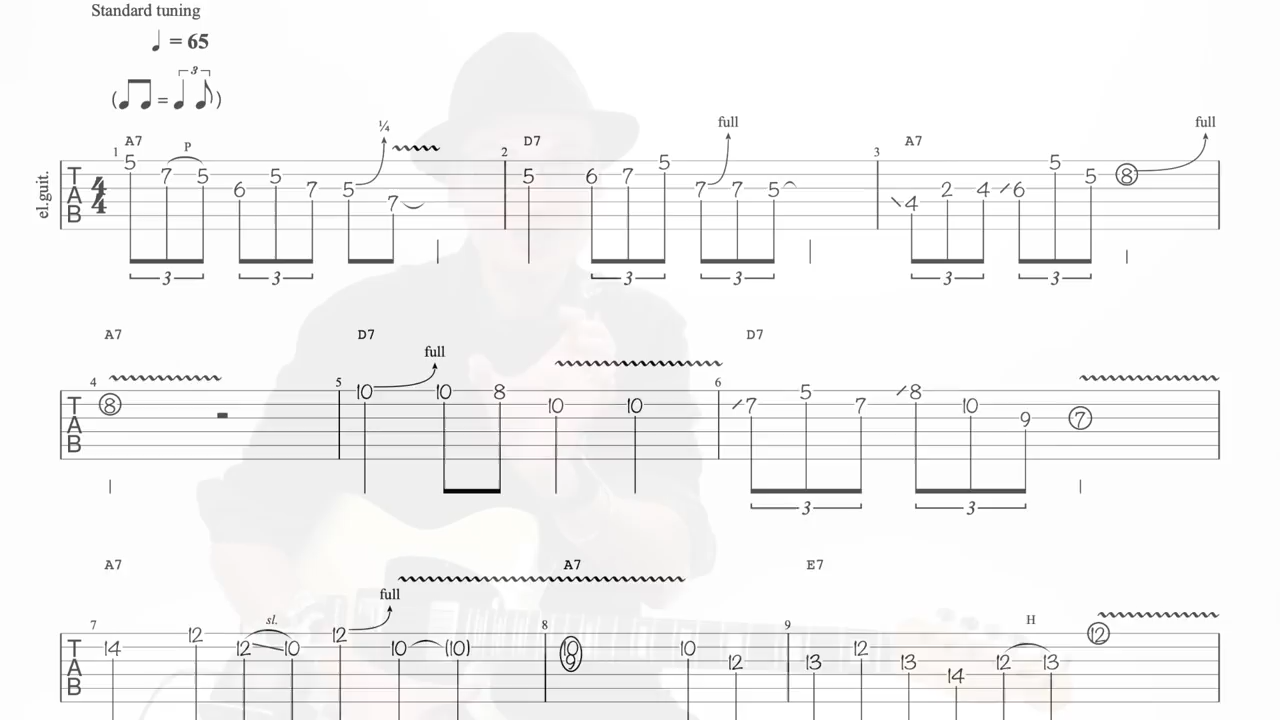 Standard tuning
♩ = 65
(♫ = ♩ 3 ♪)
1 A7 P ¼ 2 D7 full 3 A7 full
el.guit. T A B 4/4
5 7 5 6 5 7 5 7 5 6 7 5 7 7 5 4 2 4 6 5 5 8
3 3 3 3 3 3
A7 D7 full D7
4 5 6
T A B 8 10 10 8 10 10 7 5 7 8 10 9 7
3 3
A7 full A7 E7
7 sl. 8 9 H
T A B 14 12 12 10 12 10 (10) 10 9 10 12 13 12 13 14 12 13 12